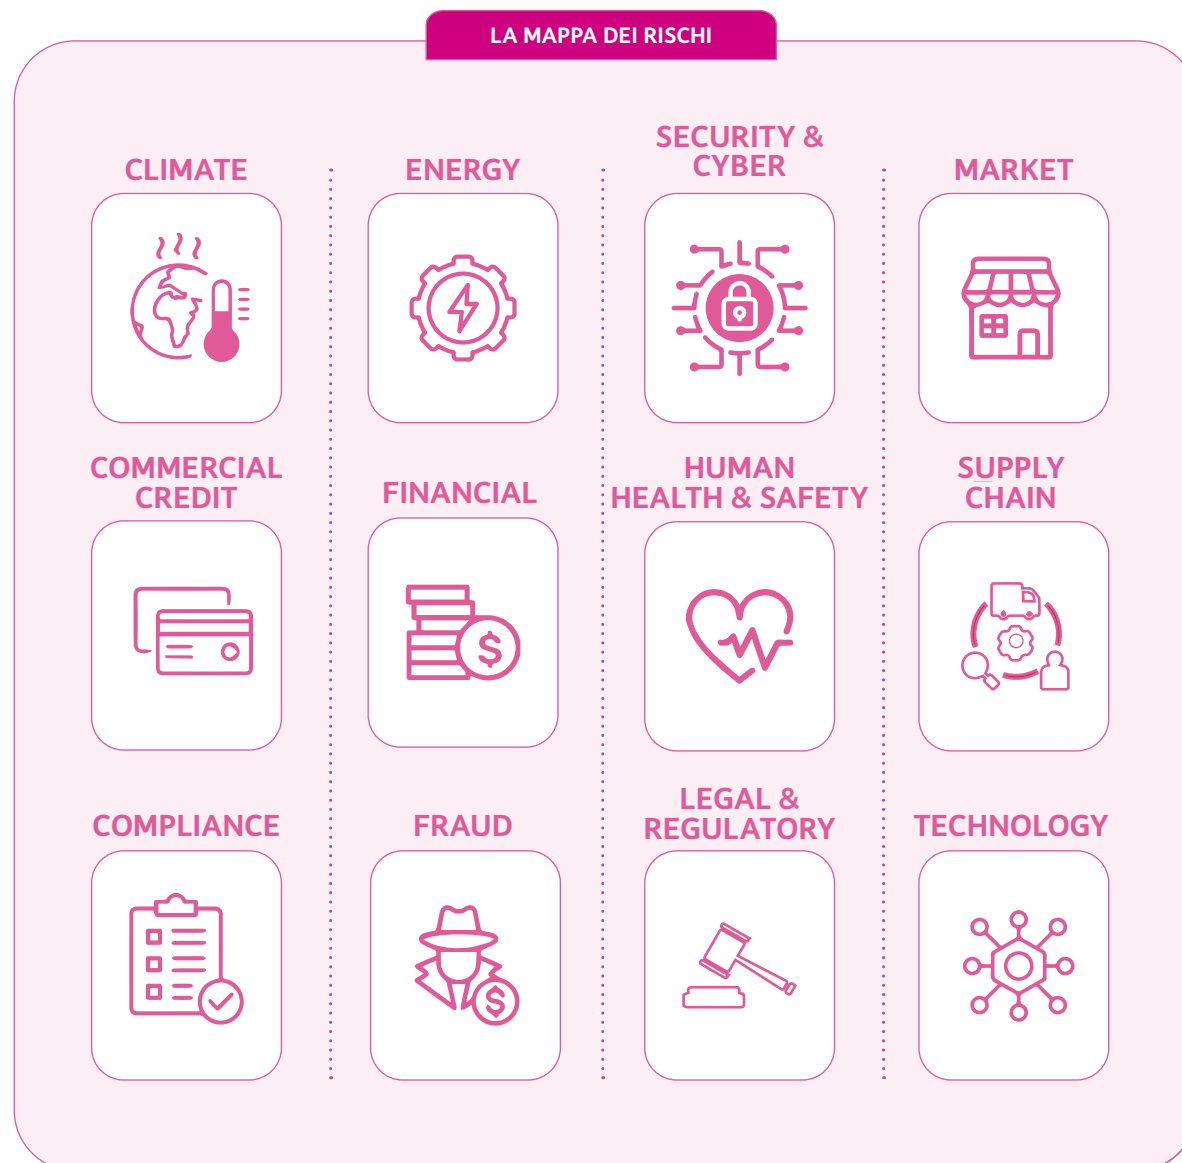 LA MAPPA DEI RISCHI
CLIMATE
ENERGY
SECURITY &
CYBER
MARKET
COMMERCIAL
CREDIT
FINANCIAL
HUMAN
HEALTH & SAFETY
SUPPLY
CHAIN
$
COMPLIANCE
FRAUD
LEGAL &
REGULATORY
TECHNOLOGY
$